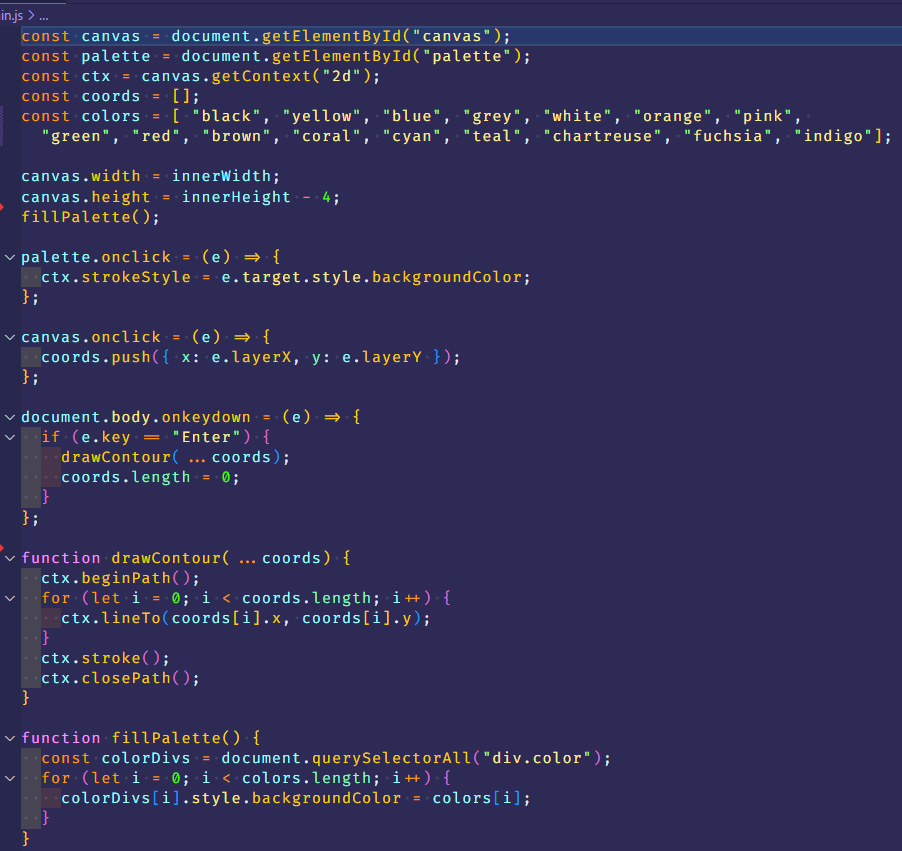 in.js > ...
const canvas = document.getElementById("canvas");
const palette = document.getElementById("palette");
const ctx = canvas.getContext("2d");
const coords = [];
const colors = [ "black", "yellow", "blue", "grey", "white", "orange", "pink",
"green", "red", "brown", "coral", "cyan", "teal", "chartreuse", "fuchsia", "indigo"];
canvas.width = innerWidth;
canvas.height = innerHeight - 4;
fillPalette();
palette.onclick = (e) => {
ctx.strokeStyle = e.target.style.backgroundColor;
};
canvas.onclick = (e) => {
coords.push({ x: e.layerX, y: e.layerY });
};
document.body.onkeydown = (e) => {
if (e.key == "Enter") {
drawContour( ...coords);
coords.length = 0;
}
};
function drawContour( ...coords) {
ctx.beginPath();
for (let i = 0; i < coords.length; i++) {
ctx.lineTo(coords[i].x, coords[i].y);
}
ctx.stroke();
ctx.closePath();
}
function fillPalette() {
const colorDivs = document.querySelectorAll("div.color");
for (let i = 0; i < colors.length; i++) {
colorDivs[i].style.backgroundColor = colors[i];
}
}